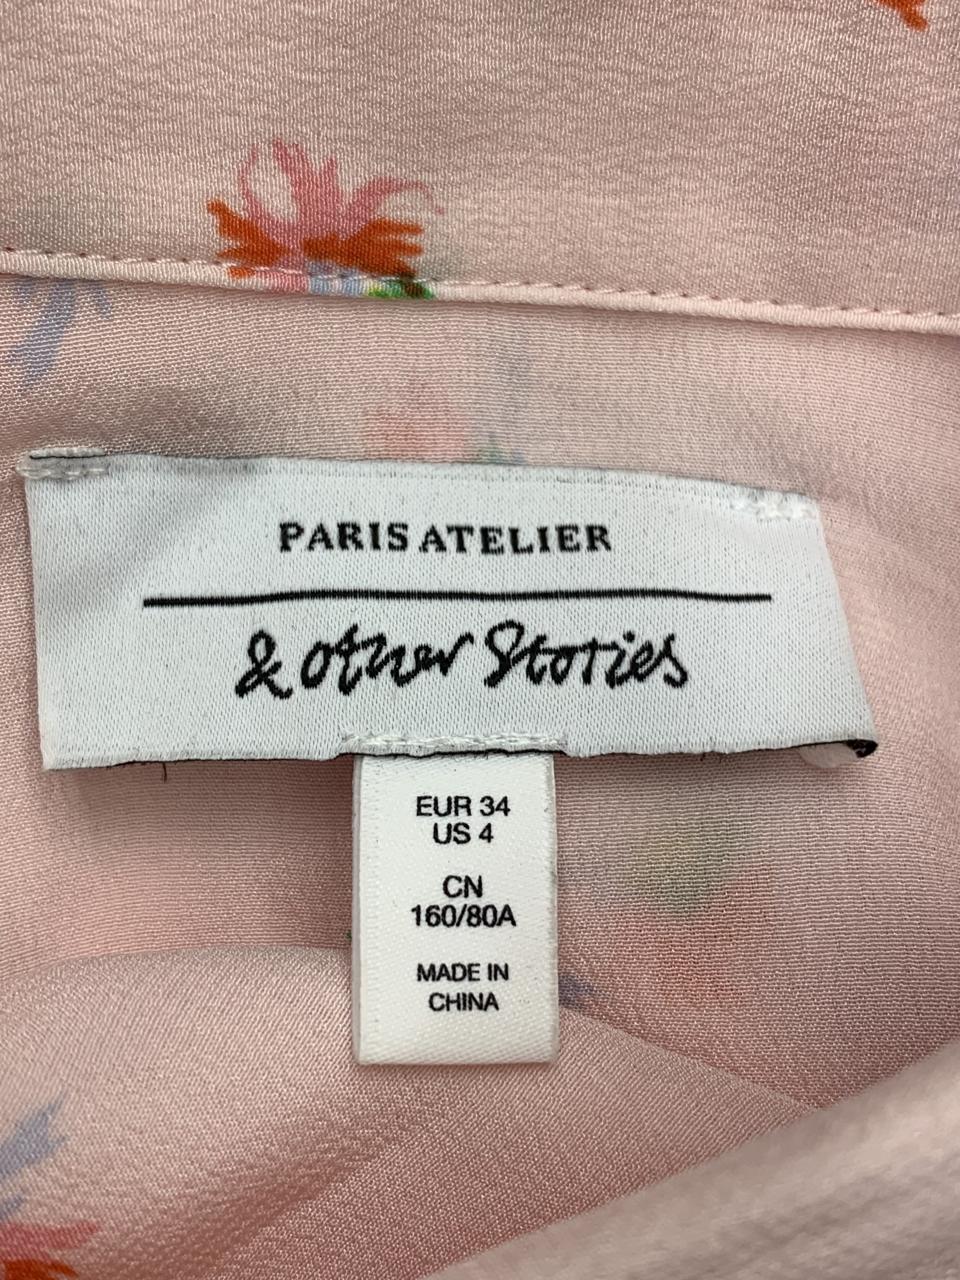 PARIS ATELIER
& other Stories
EUR 34
US 4
CN
160/80A
MADE IN
CHINA